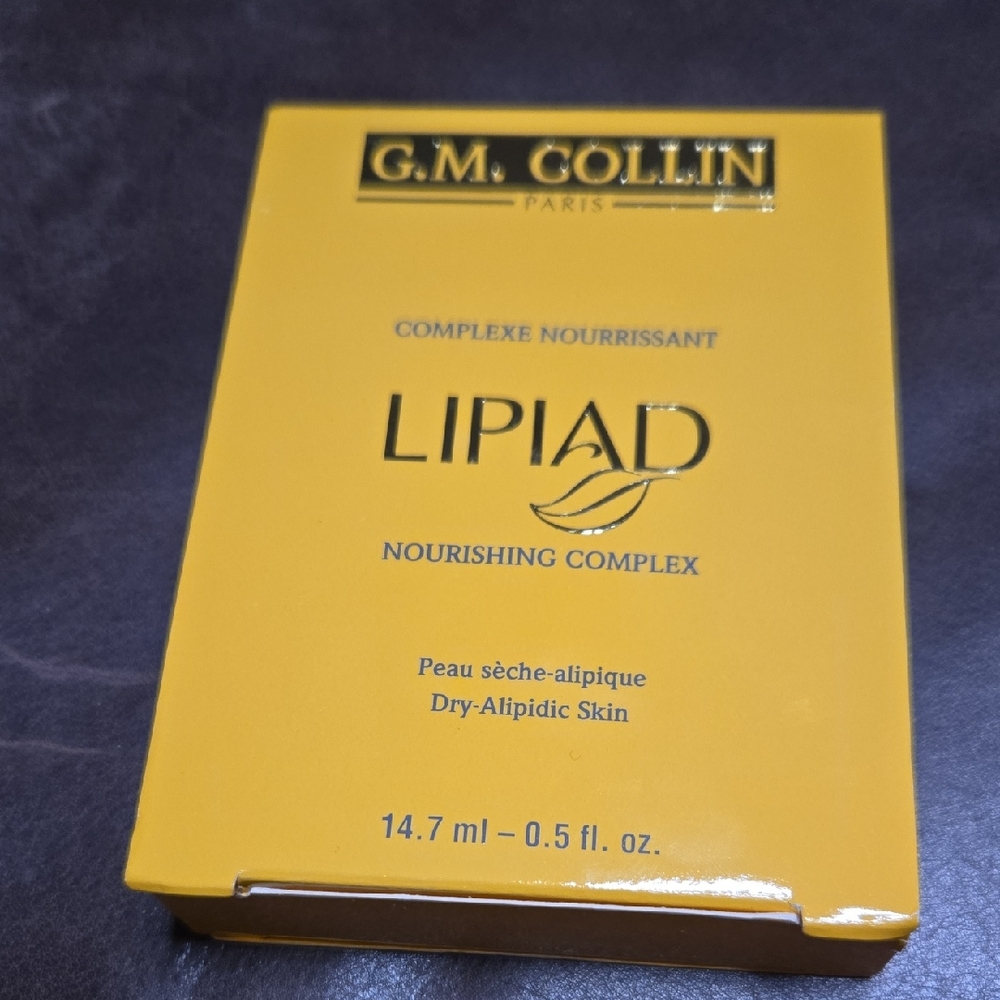 G.M. COLLIN
PARIS
COMPLEXE NOURRISSANT
LIPIAD
NOURISHING COMPLEX
Peau sèche-alipique
Dry-Alipidic Skin
14.7 ml – 0.5 fl. oz.